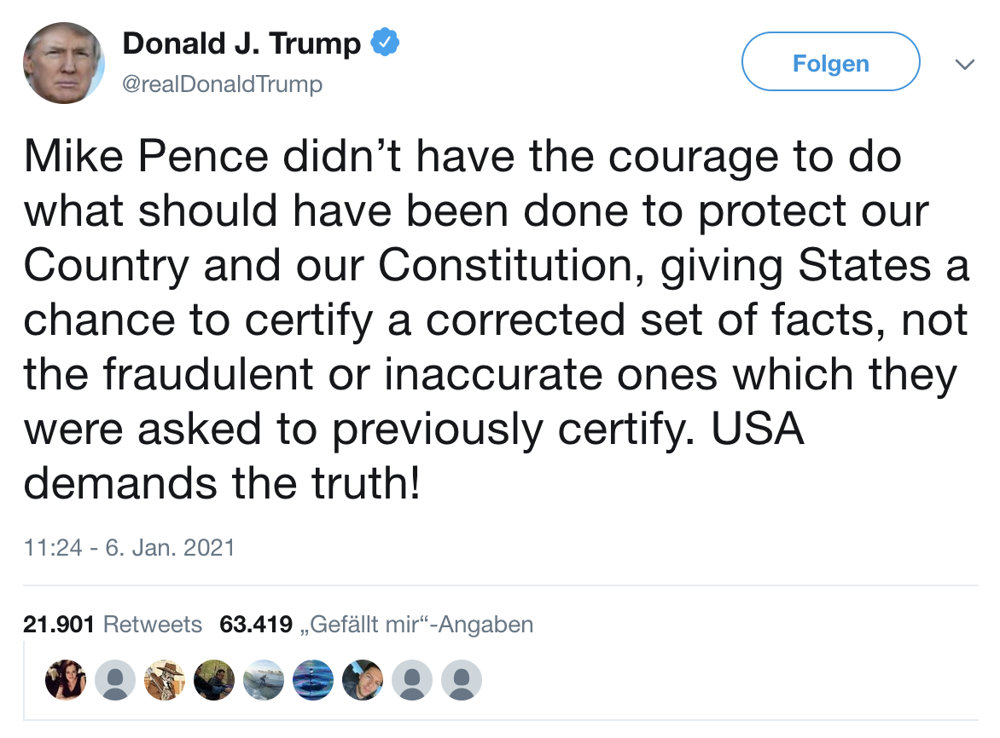 Donald J. Trump
@realDonaldTrump
Folgen
Mike Pence didn’t have the courage to do
what should have been done to protect our
Country and our Constitution, giving States a
chance to certify a corrected set of facts, not
the fraudulent or inaccurate ones which they
were asked to previously certify. USA
demands the truth!
11:24 - 6. Jan. 2021
21.901 Retweets 63.419 „Gefällt mir“-Angaben